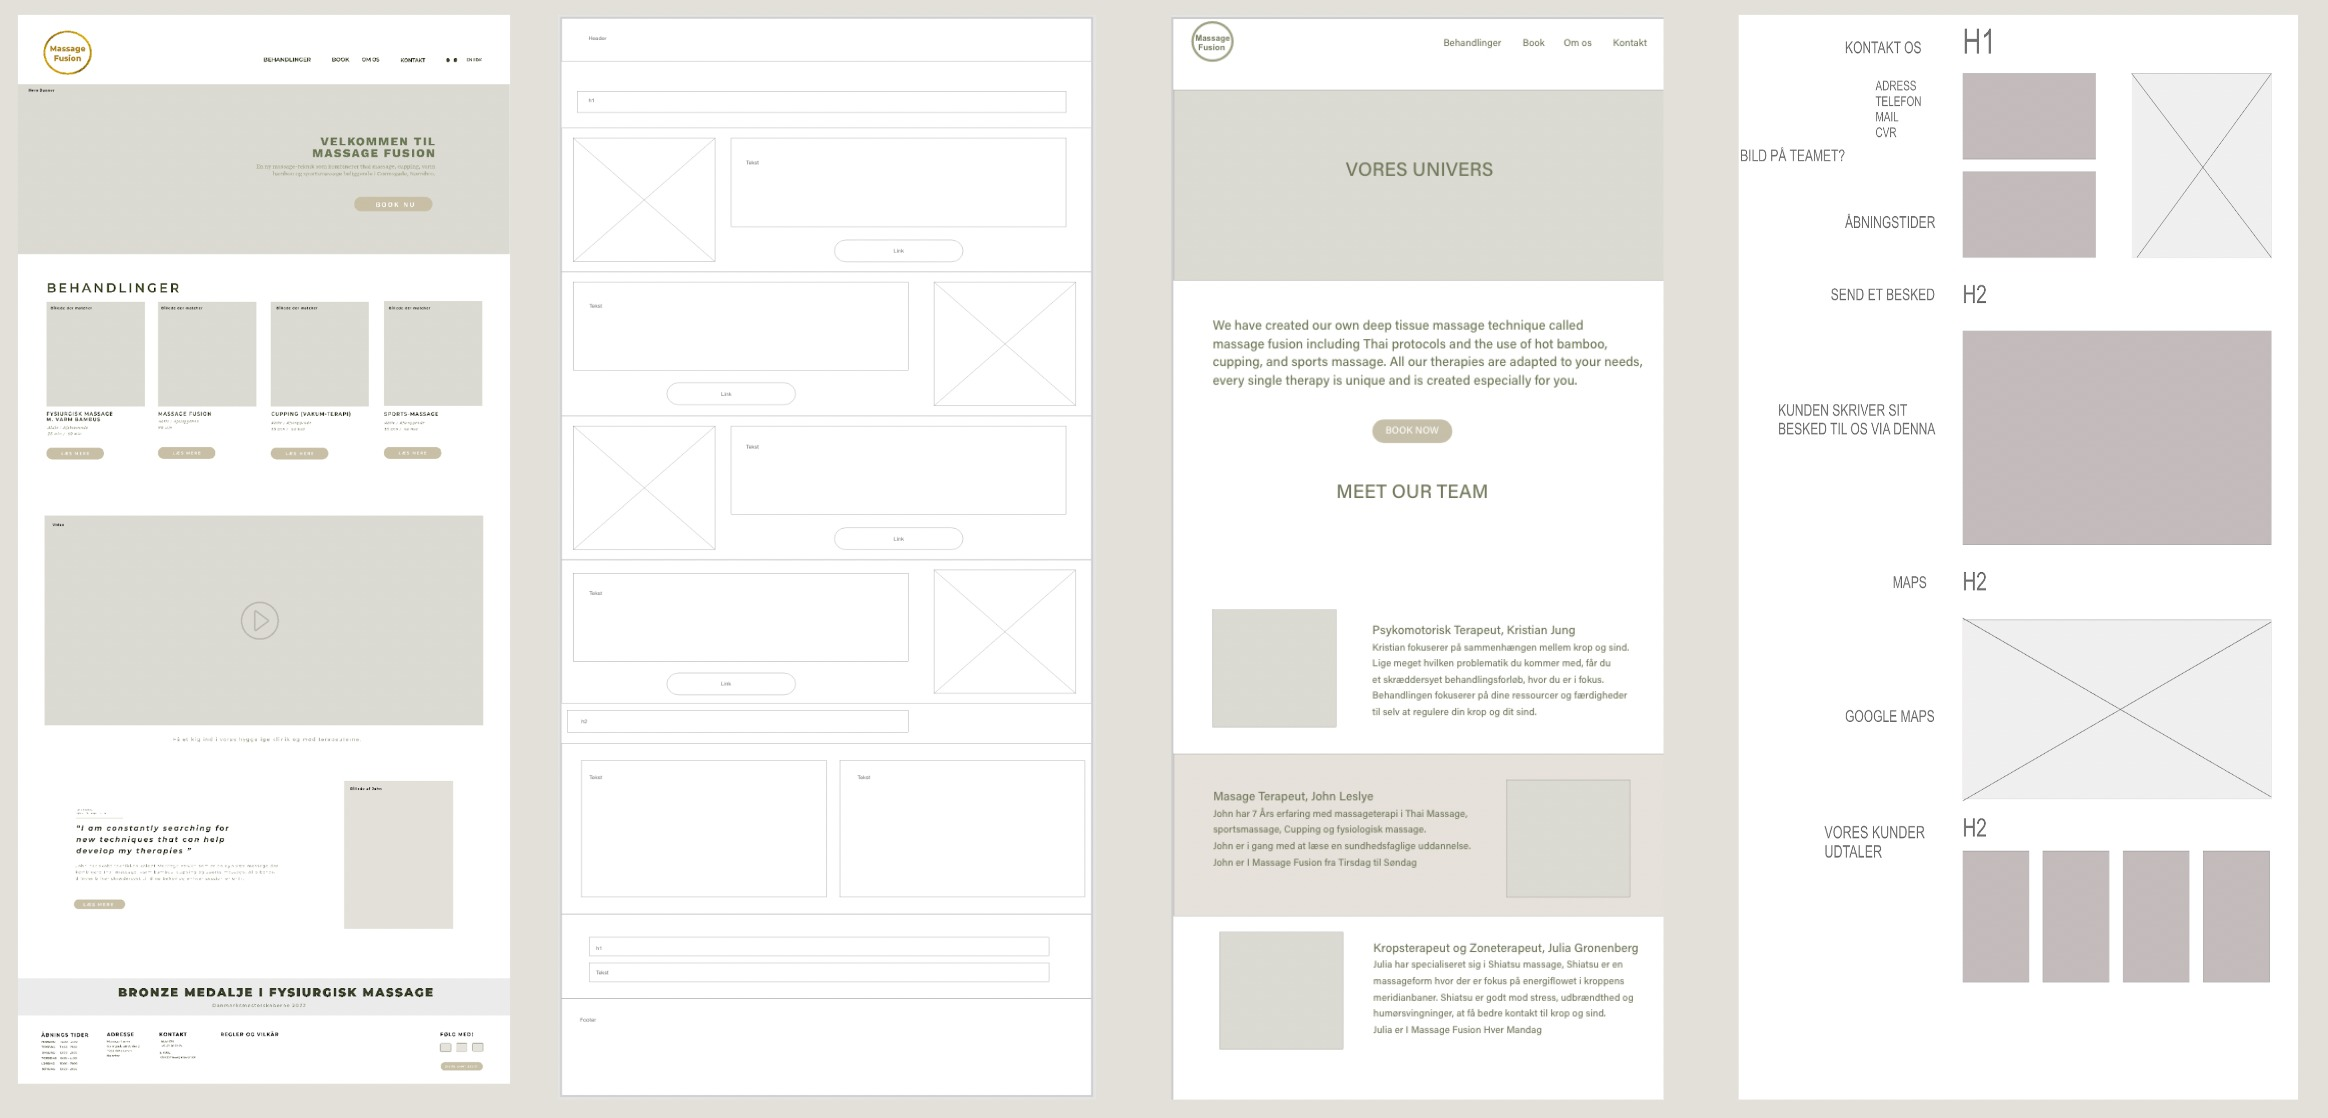 Massage
Fusion
BEHANDLINGER
BOOK
OM OS
KONTAKT
Hero Banner
VELKOMMEN TIL
MASSAGE FUSION
BOOK NU
BEHANDLINGER
Billede der matcher
Billede der matcher
Billede der matcher
Billede der matcher
FYSIURGISK MASSAGE
M. VARM BAMBUS
MASSAGE FUSION
CUPPING (VAKUM-TERAPI)
SPORTS-MASSAGE
LÆS MERE
LÆS MERE
LÆS MERE
LÆS MERE
Video
"I am constantly searching for
new techniques that can help
develop my therapies "
LÆS MERE
Billede af John
BRONZE MEDALJE I FYSIURGISK MASSAGE
Danmarksmesterskaberne 2022
ÅBNINGS TIDER
ADRESSE
KONTAKT
REGLER OG VILKÅR
FØLG MED!
Header
h1
Tekst
Link
Tekst
Link
Tekst
Link
Tekst
Link
H2
Tekst
Tekst
Tekst
Footer
Massage
Fusion
Behandlinger
Book
Om os
Kontakt
VORES UNIVERS
We have created our own deep tissue massage technique called
massage fusion including Thai protocols and the use of hot bamboo,
cupping, and sports massage. All our therapies are adapted to your needs,
every single therapy is unique and is created especially for you.
BOOK NOW
MEET OUR TEAM
Psykomotorisk Terapeut, Kristian Jung
Kristian fokuserer på sammenhængen mellem krop og sind.
Lige meget hvilken problematik du kommer med, får du
et skræddersyet behandlingsforløb, hvor du er i fokus.
Behandlingen fokuserer på dine ressourcer og færdigheder
til selv at regulere din krop og dit sind.
Masage Terapeut, John Leslye
John har 7 Års erfaring med massageterapi i Thai Massage,
sportsmassage, Cupping og fysiologisk massage.
John er i gang med at læse en sundhedsfaglige uddannelse.
John er I Massage Fusion fra Tirsdag til Søndag
Kropsterapeut og Zoneterapeut, Julia Gronenberg
Julia har specialiseret sig i Shiatsu massage, Shiatsu er en
massageform hvor der er fokus på energiflowet i kroppens
meridianbaner. Shiatsu er godt mod stress, udbrændthed og
humørsvingninger, at få bedre kontakt til krop og sind.
Julia er I Massage Fusion Hver Mandag
KONTAKT OS
H1
ADRESS
TELEFON
MAIL
CVR
BILD PÅ TEAMET?
ÅBNINGSTIDER
SEND ET BESKED
H2
KUNDEN SKRIVER SIT
BESKED TIL OS VIA DENNA
MAPS
H2
GOOGLE MAPS
VORES KUNDER
UDTALER
H2